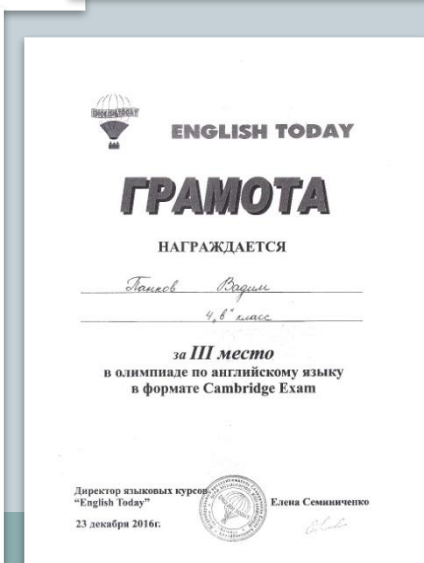 ENGLISH TODAY
ГРАМОТА
НАГРАЖДАЕТСЯ
Панков Вадим
4 „в" класс
за III место
в олимпиаде по английскому языку
в формате Cambridge Exam
Директор языковых курсов
"English Today"
Елена Семиниченко
23 декабря 2016г.